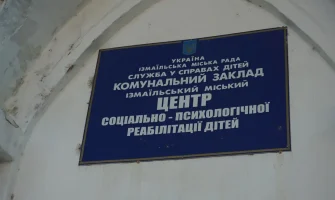 УКРАЇНА
ІЗМАЇЛЬСЬКА МІСЬКА РАДА
СЛУЖБА У СПРАВАХ ДІТЕЙ
КОМУНАЛЬНИЙ ЗАКЛАД
ІЗМАЇЛЬСЬКИЙ МІСЬКИЙ
ЦЕНТР
СОЦІАЛЬНО - ПСИХОЛОГІЧНОЇ
РЕАБІЛІТАЦІЇ ДІТЕЙ